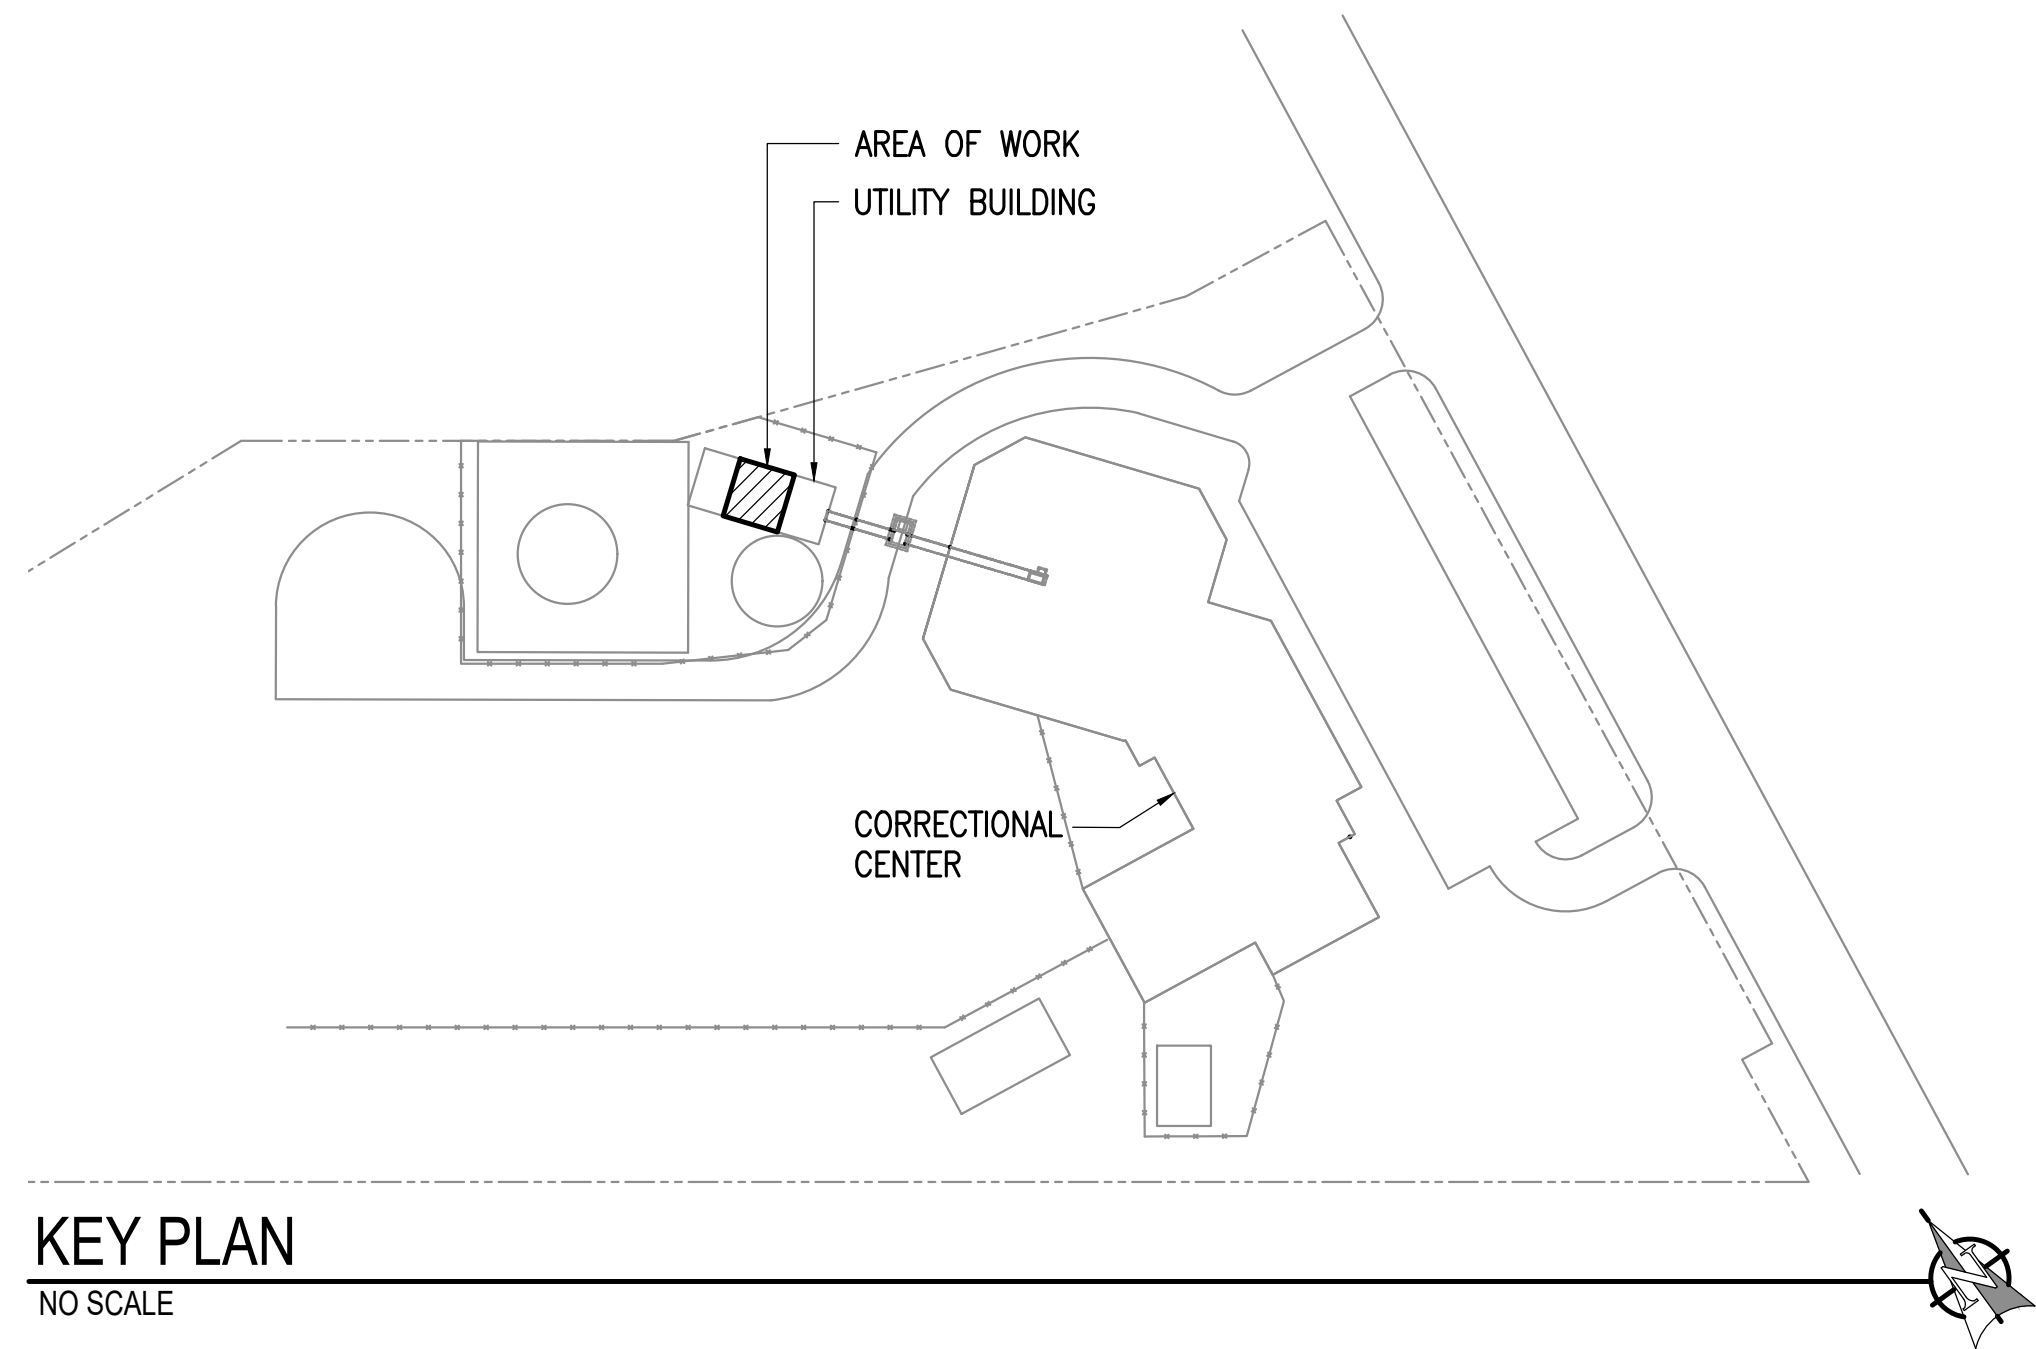 AREA OF WORK
UTILITY BUILDING
CORRECTIONAL
CENTER
KEY PLAN
NO SCALE
N